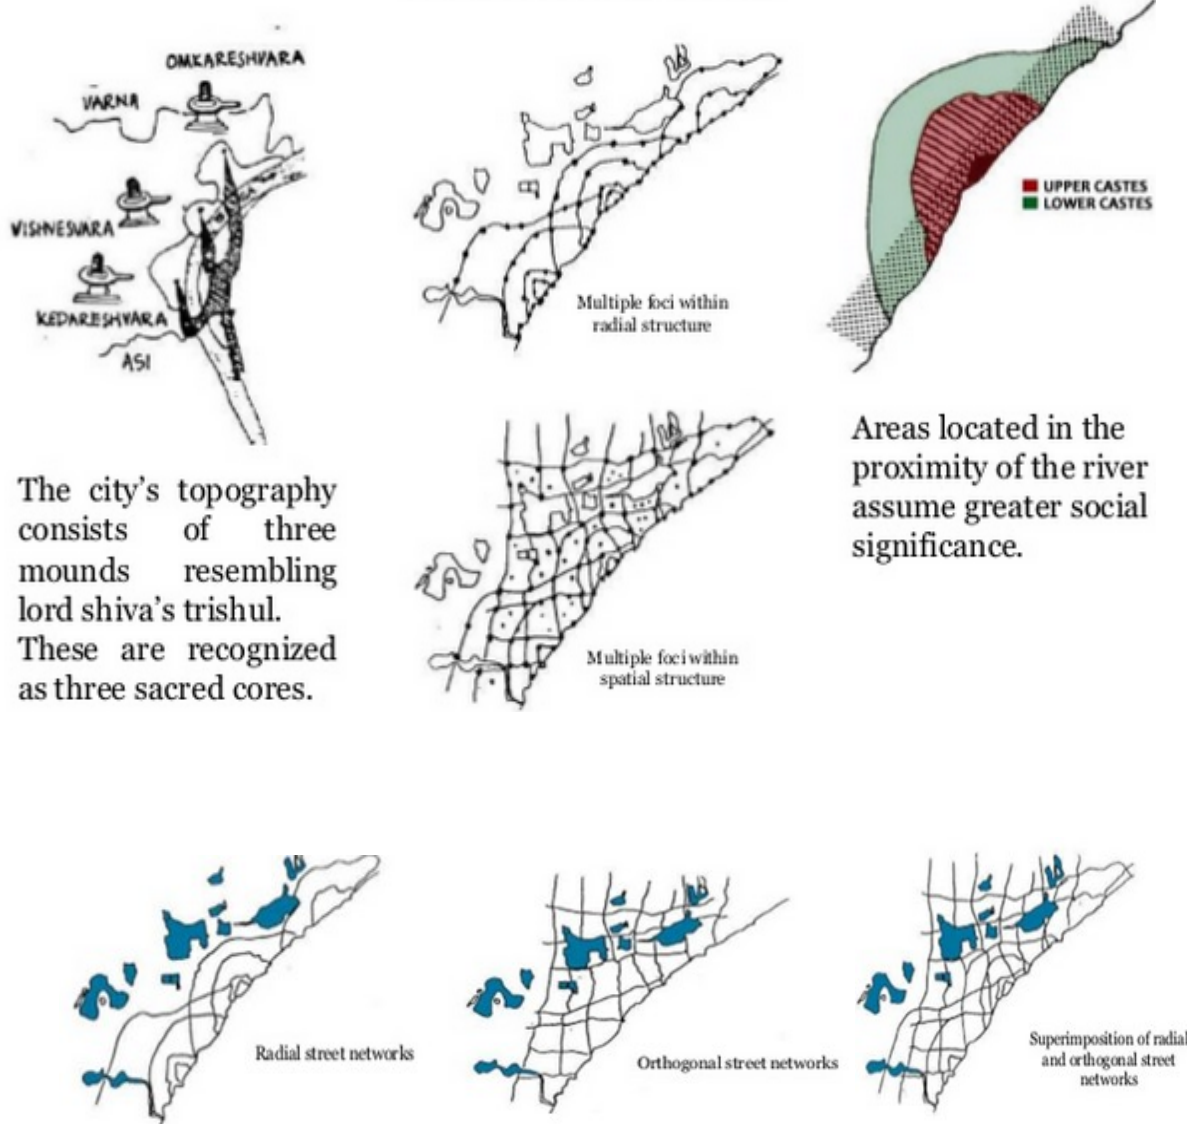 OMKARESHVARA
VARNA
VISHNESVARA
KEDARESHVARA
ASI
The city's topography
consists of three
mounds resembling
lord shiva's trishul.
These are recognized
as three sacred cores.
Multiple foci within
radial structure
Multiple foci within
spatial structure
UPPER CASTES
LOWER CASTES
Areas located in the
proximity of the river
assume greater social
significance.
Radial street networks
Orthogonal street networks
Superimposition of radial
and orthogonal street
networks